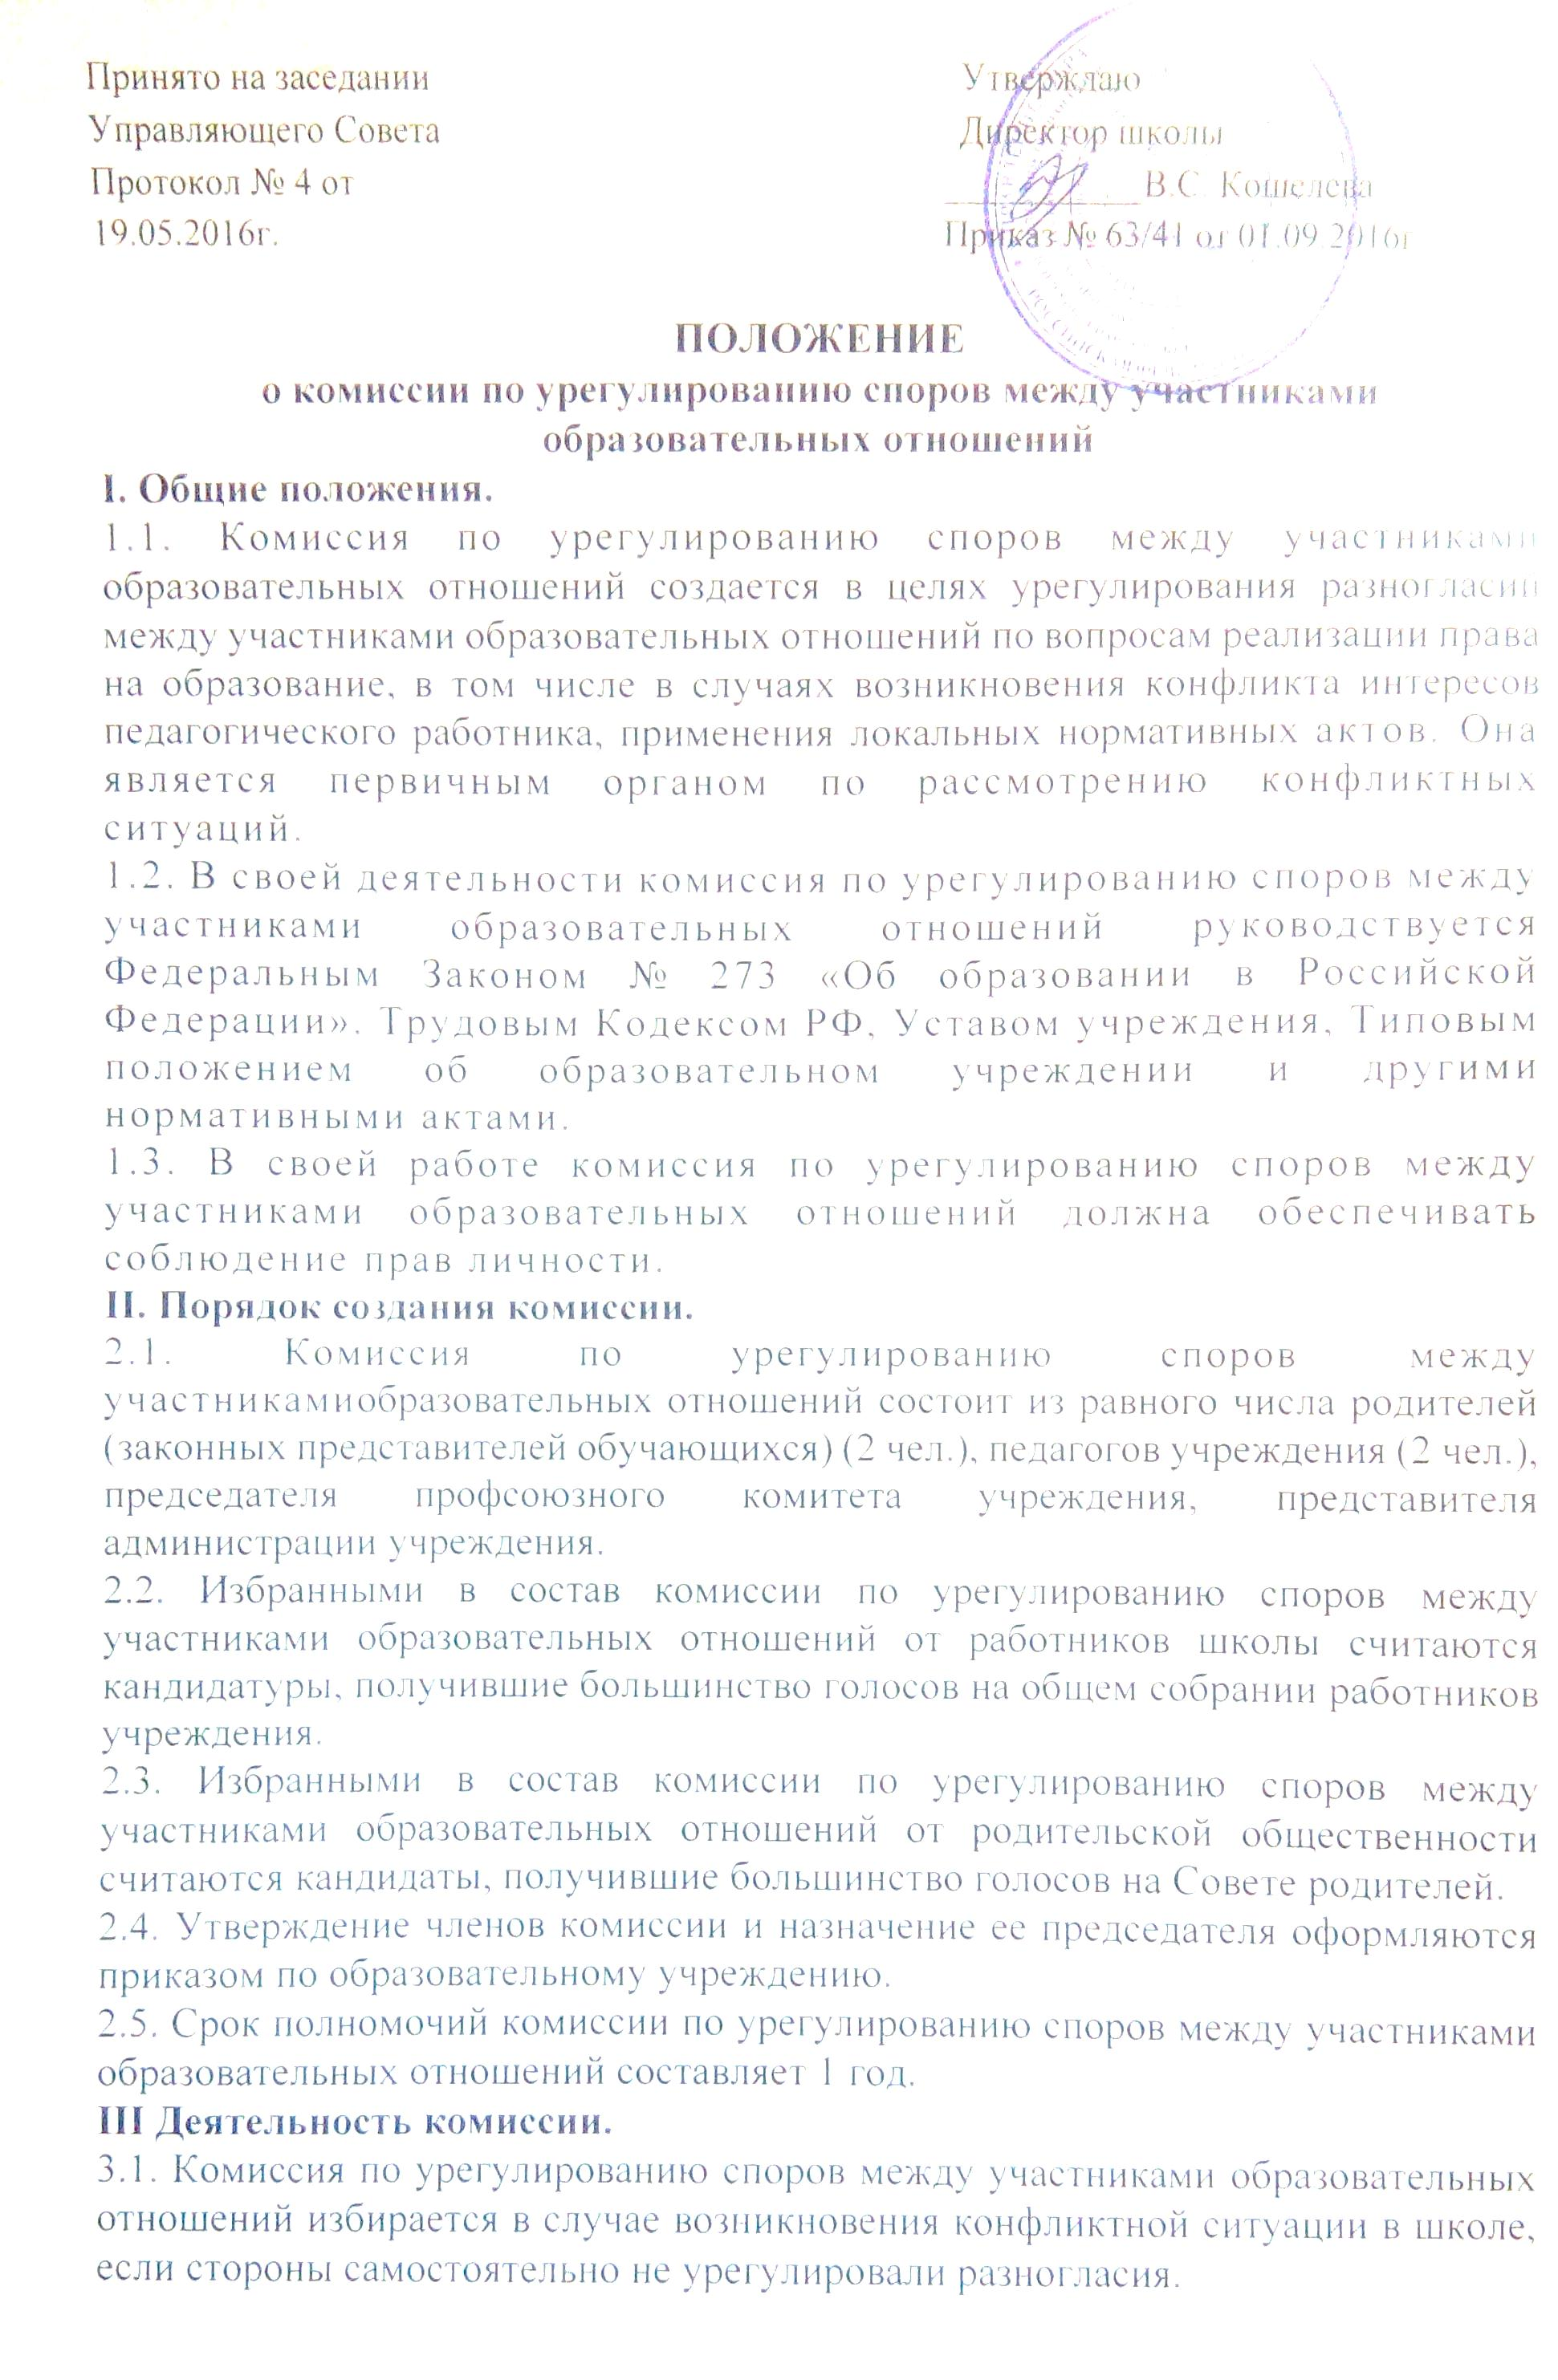 Принято на заседании
Управляющего Совета
Протокол № 4 от
19.05.2016г.
Утверждаю
Директор школы
В.С. Кошелева
Приказ № 63/41 от 01.09.2016г
ПОЛОЖЕНИЕ
о комиссии по урегулированию споров между участниками
образовательных отношений
I. Общие положения.
1.1. Комиссия по урегулированию споров между участниками
образовательных отношений создается в целях урегулирования разногласий
между участниками образовательных отношений по вопросам реализации права
на образование, в том числе в случаях возникновения конфликта интересов
педагогического работника, применения локальных нормативных актов. Она
является первичным органом по рассмотрению конфликтных
ситуаций.
1.2. В своей деятельности комиссия по урегулированию споров между
участниками образовательных отношений руководствуется
Федеральным Законом № 273 «Об образовании в Российской
Федерации», Трудовым Кодексом РФ, Уставом учреждения, Типовым
положением об образовательном учреждении и другими
нормативными актами.
1.3. В своей работе комиссия по урегулированию споров между
участниками образовательных отношений должна обеспечивать
соблюдение прав личности.
II. Порядок создания комиссии.
2.1. Комиссия по урегулированию споров между
участникамиобразовательных отношений состоит из равного числа родителей
(законных представителей обучающихся) (2 чел.), педагогов учреждения (2 чел.),
председателя профсоюзного комитета учреждения, представителя
администрации учреждения.
2.2. Избранными в состав комиссии по урегулированию споров между
участниками образовательных отношений от работников школы считаются
кандидатуры, получившие большинство голосов на общем собрании работников
учреждения.
2.3. Избранными в состав комиссии по урегулированию споров между
участниками образовательных отношений от родительской общественности
считаются кандидаты, получившие большинство голосов на Совете родителей.
2.4. Утверждение членов комиссии и назначение ее председателя оформляются
приказом по образовательному учреждению.
2.5. Срок полномочий комиссии по урегулированию споров между участниками
образовательных отношений составляет 1 год.
III Деятельность комиссии.
3.1. Комиссия по урегулированию споров между участниками образовательных
отношений избирается в случае возникновения конфликтной ситуации в школе,
если стороны самостоятельно не урегулировали разногласия.